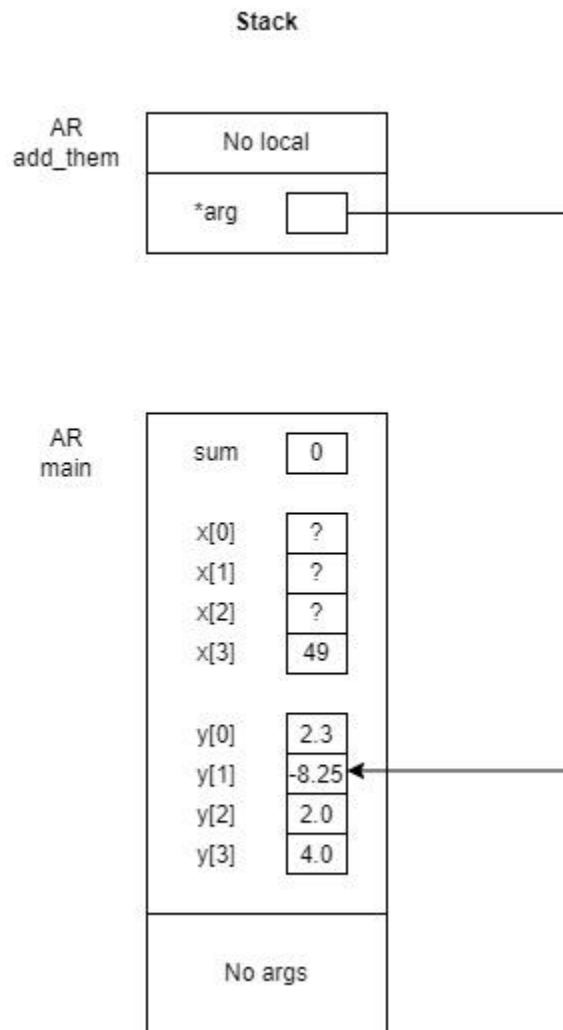 Stack
AR
add_them
No local
*arg
AR
main
sum 0
x[0] ?
x[1] ?
x[2] ?
x[3] 49
y[0] 2.3
y[1] -8.25
y[2] 2.0
y[3] 4.0
No args